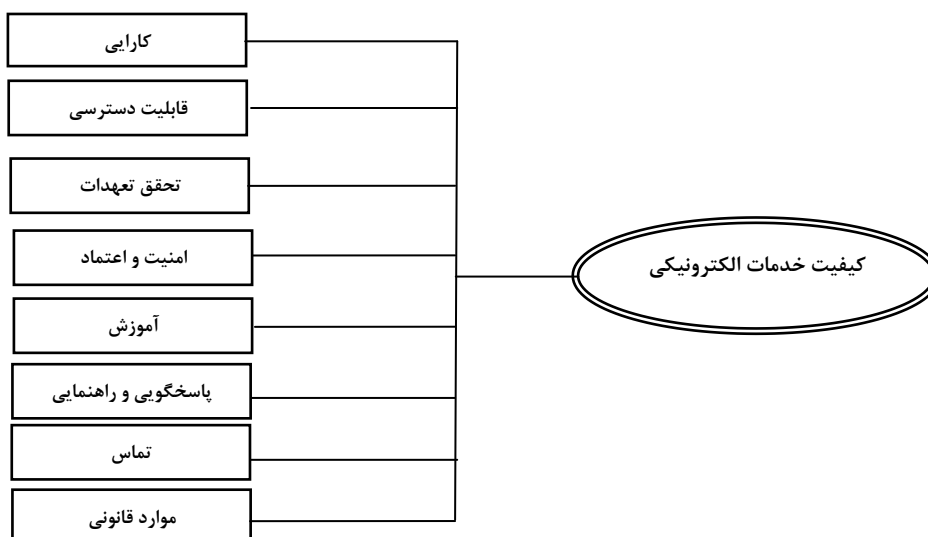 کارایی
قابلیت دسترسی
تحقق تعهدات
امنیت و اعتماد
آموزش
پاسخگویی و راهنمایی
تماس
موارد قانونی
کیفیت خدمات الکترونیکی